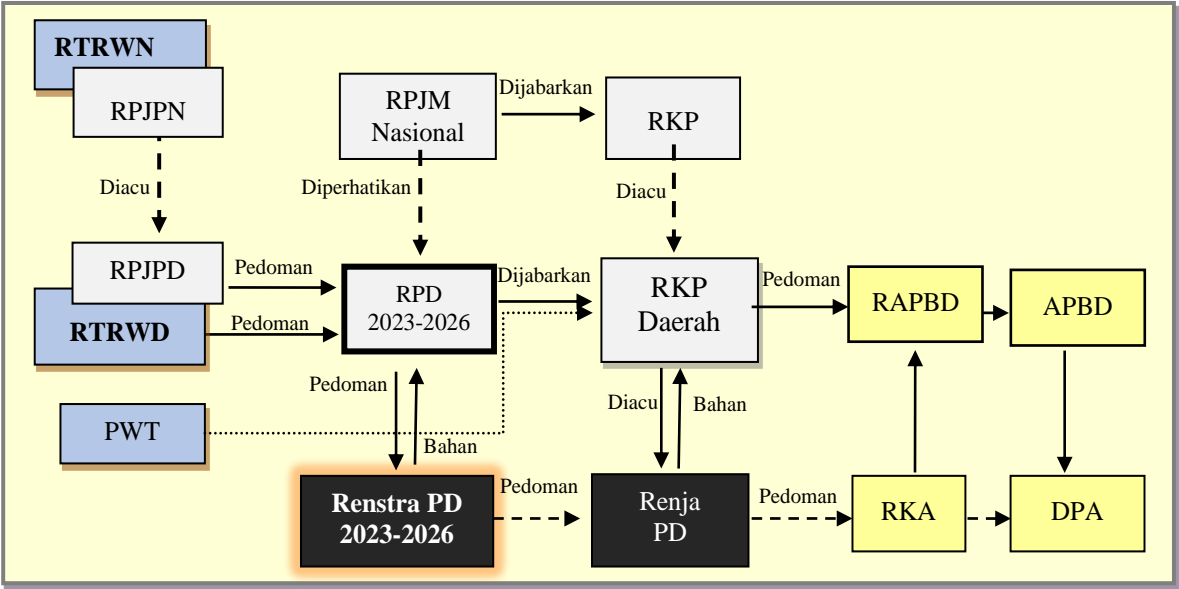 RTRWN
RPJPN
RPJM
Nasional
Dijabarkan
RKP
Diacu
Diperhatikan
Diacu
RPJPD
Pedoman
RTRWD
Pedoman
RPD
2023-2026
Dijabarkan
RKP
Daerah
Pedoman
RAPBD
APBD
PWT
Pedoman
Bahan
Diacu
Bahan
Renstra PD
2023-2026
Pedoman
Renja
PD
Pedoman
RKA
DPA